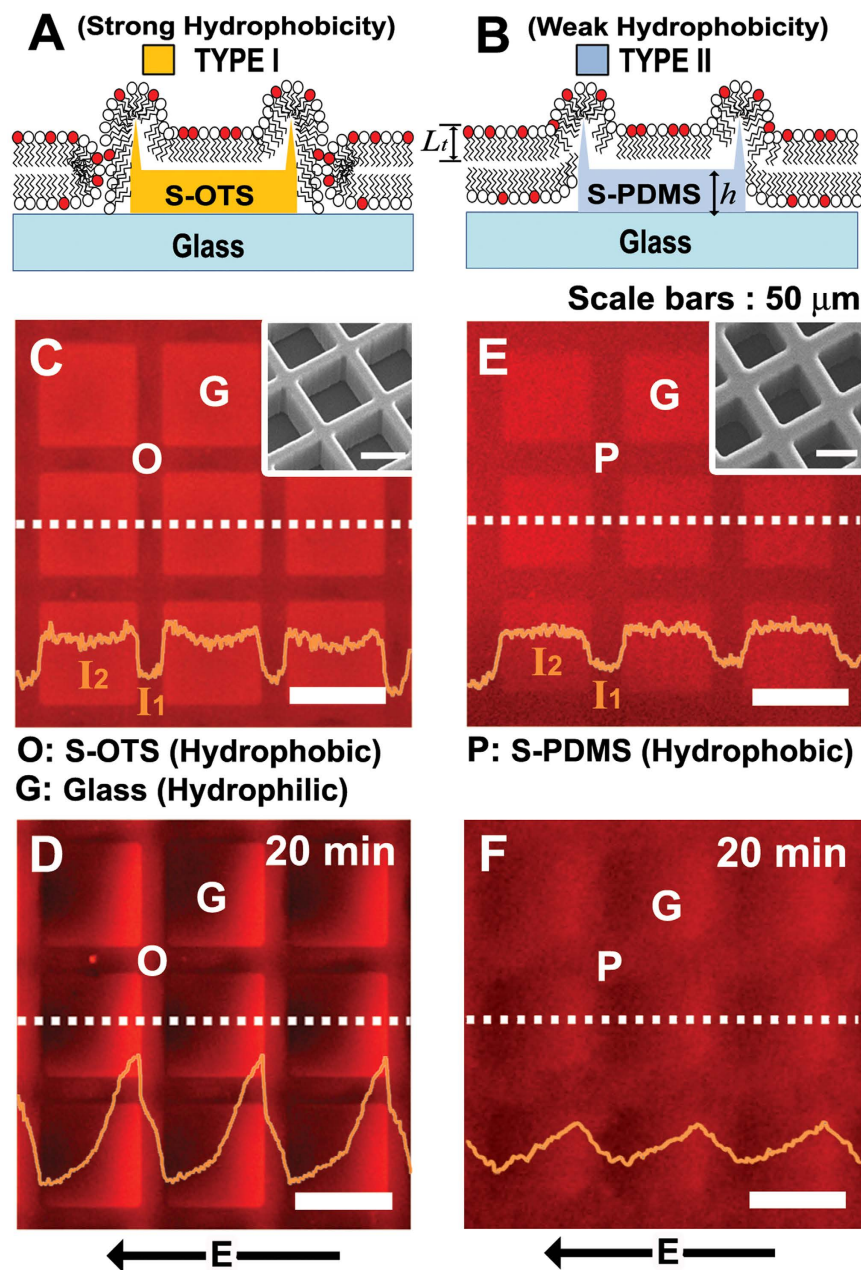 A
(Strong Hydrophobicity)
TYPE I
S-OTS
Glass
B
(Weak Hydrophobicity)
TYPE II
Lt
S-PDMS
h
Glass
Scale bars : 50 μm
C
G
O
I2
I1
E
G
P
I2
I1
O: S-OTS (Hydrophobic)
G: Glass (Hydrophilic)
P: S-PDMS (Hydrophobic)
D
20 min
G
O
E
F
20 min
G
P
E